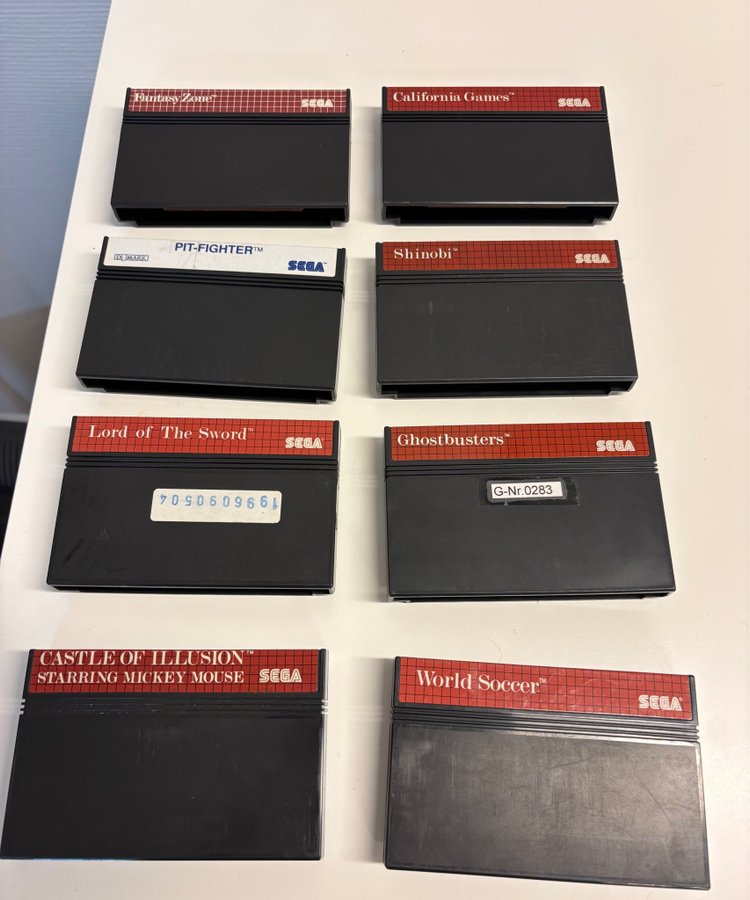 Fantasy Zone™
SEGA
California Games™
SEGA
PIT-FIGHTER™
SEGA™
Shinobi™
SEGA®
Lord of The Sword™
SEGA®
1996090504
Ghostbusters™
SEGA®
G-Nr.0283
CASTLE OF ILLUSION™
STARRING MICKEY MOUSE
SEGA®
World Soccer™
SEGA®